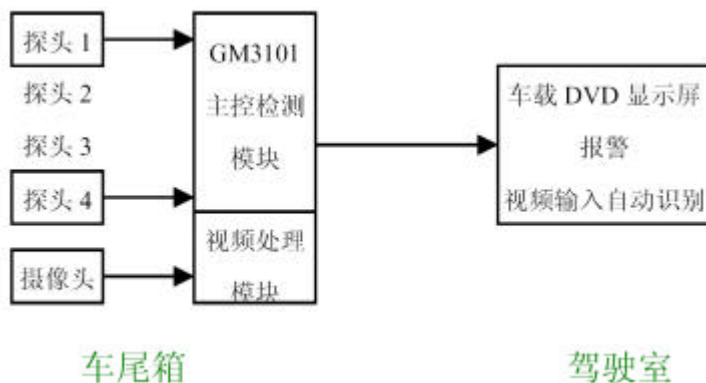 探头 1
探头 2
探头 3
探头 4
摄像头
GM3101
主控检测
模块
视频处理
模块
车载 DVD 显示屏
报警
视频输入自动识别
车尾箱
驾驶室